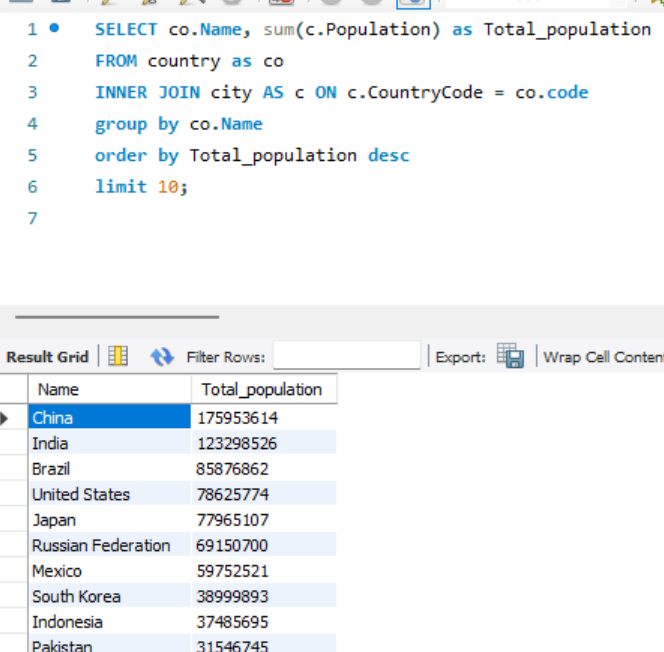 1 SELECT co.Name, sum(c.Population) as Total_population
2 FROM country as co
3 INNER JOIN city AS c ON c.CountryCode = co.code
4 group by co.Name
5 order by Total_population desc
6 limit 10;
7
Result Grid Filter Rows: Export: Wrap Cell Content
Name Total_population
China 175953614
India 123298526
Brazil 85876862
United States 78625774
Japan 77965107
Russian Federation 69150700
Mexico 59752521
South Korea 38999893
Indonesia 37485695
Pakistan 31546745